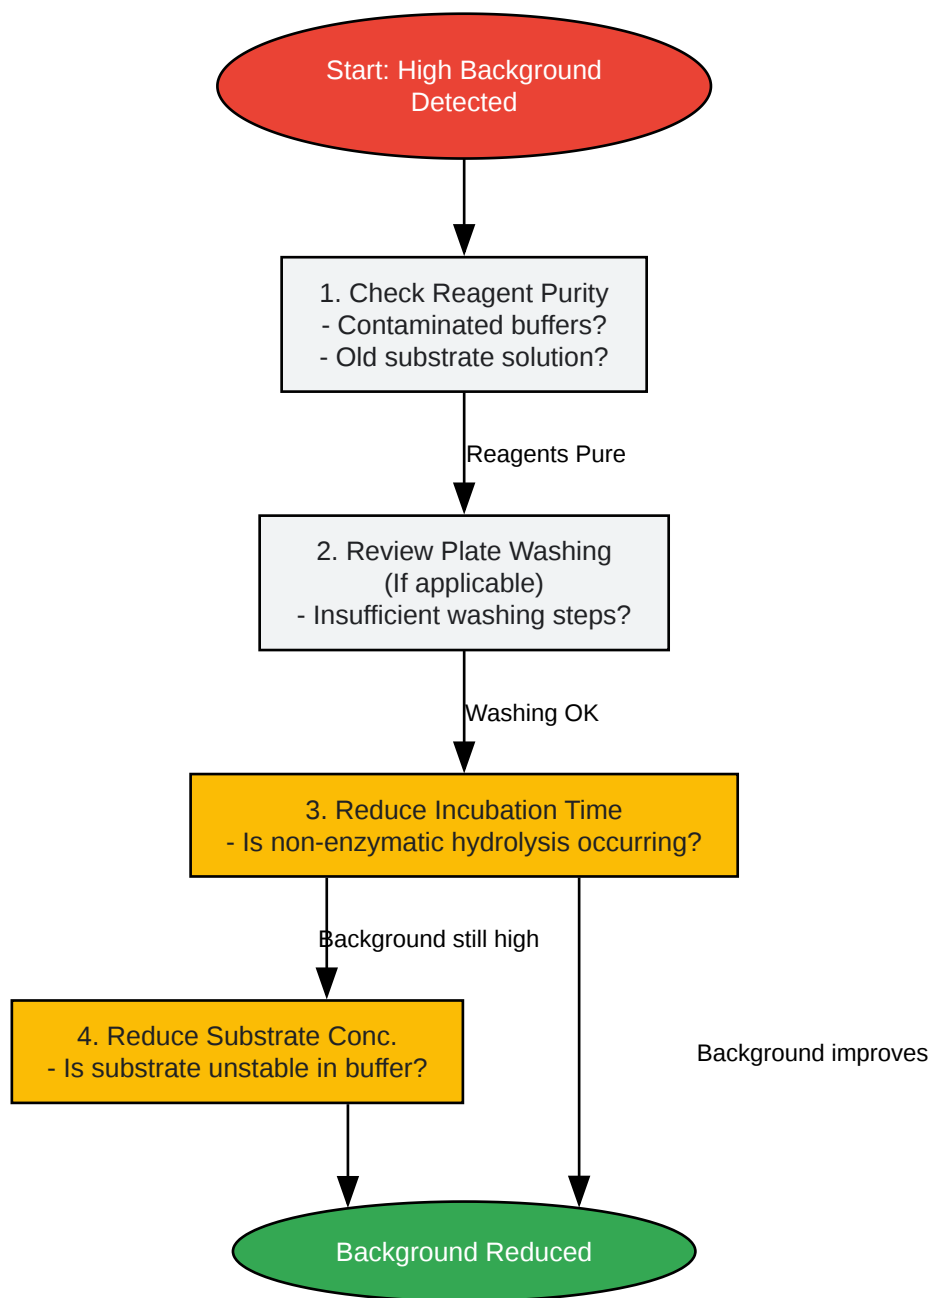 Start: High Background
Detected
1. Check Reagent Purity
- Contaminated buffers?
- Old substrate solution?
Reagents Pure
2. Review Plate Washing
(If applicable)
- Insufficient washing steps?
Washing OK
3. Reduce Incubation Time
- Is non-enzymatic hydrolysis occurring?
Background still high
4. Reduce Substrate Conc.
- Is substrate unstable in buffer?
Background improves
Background Reduced